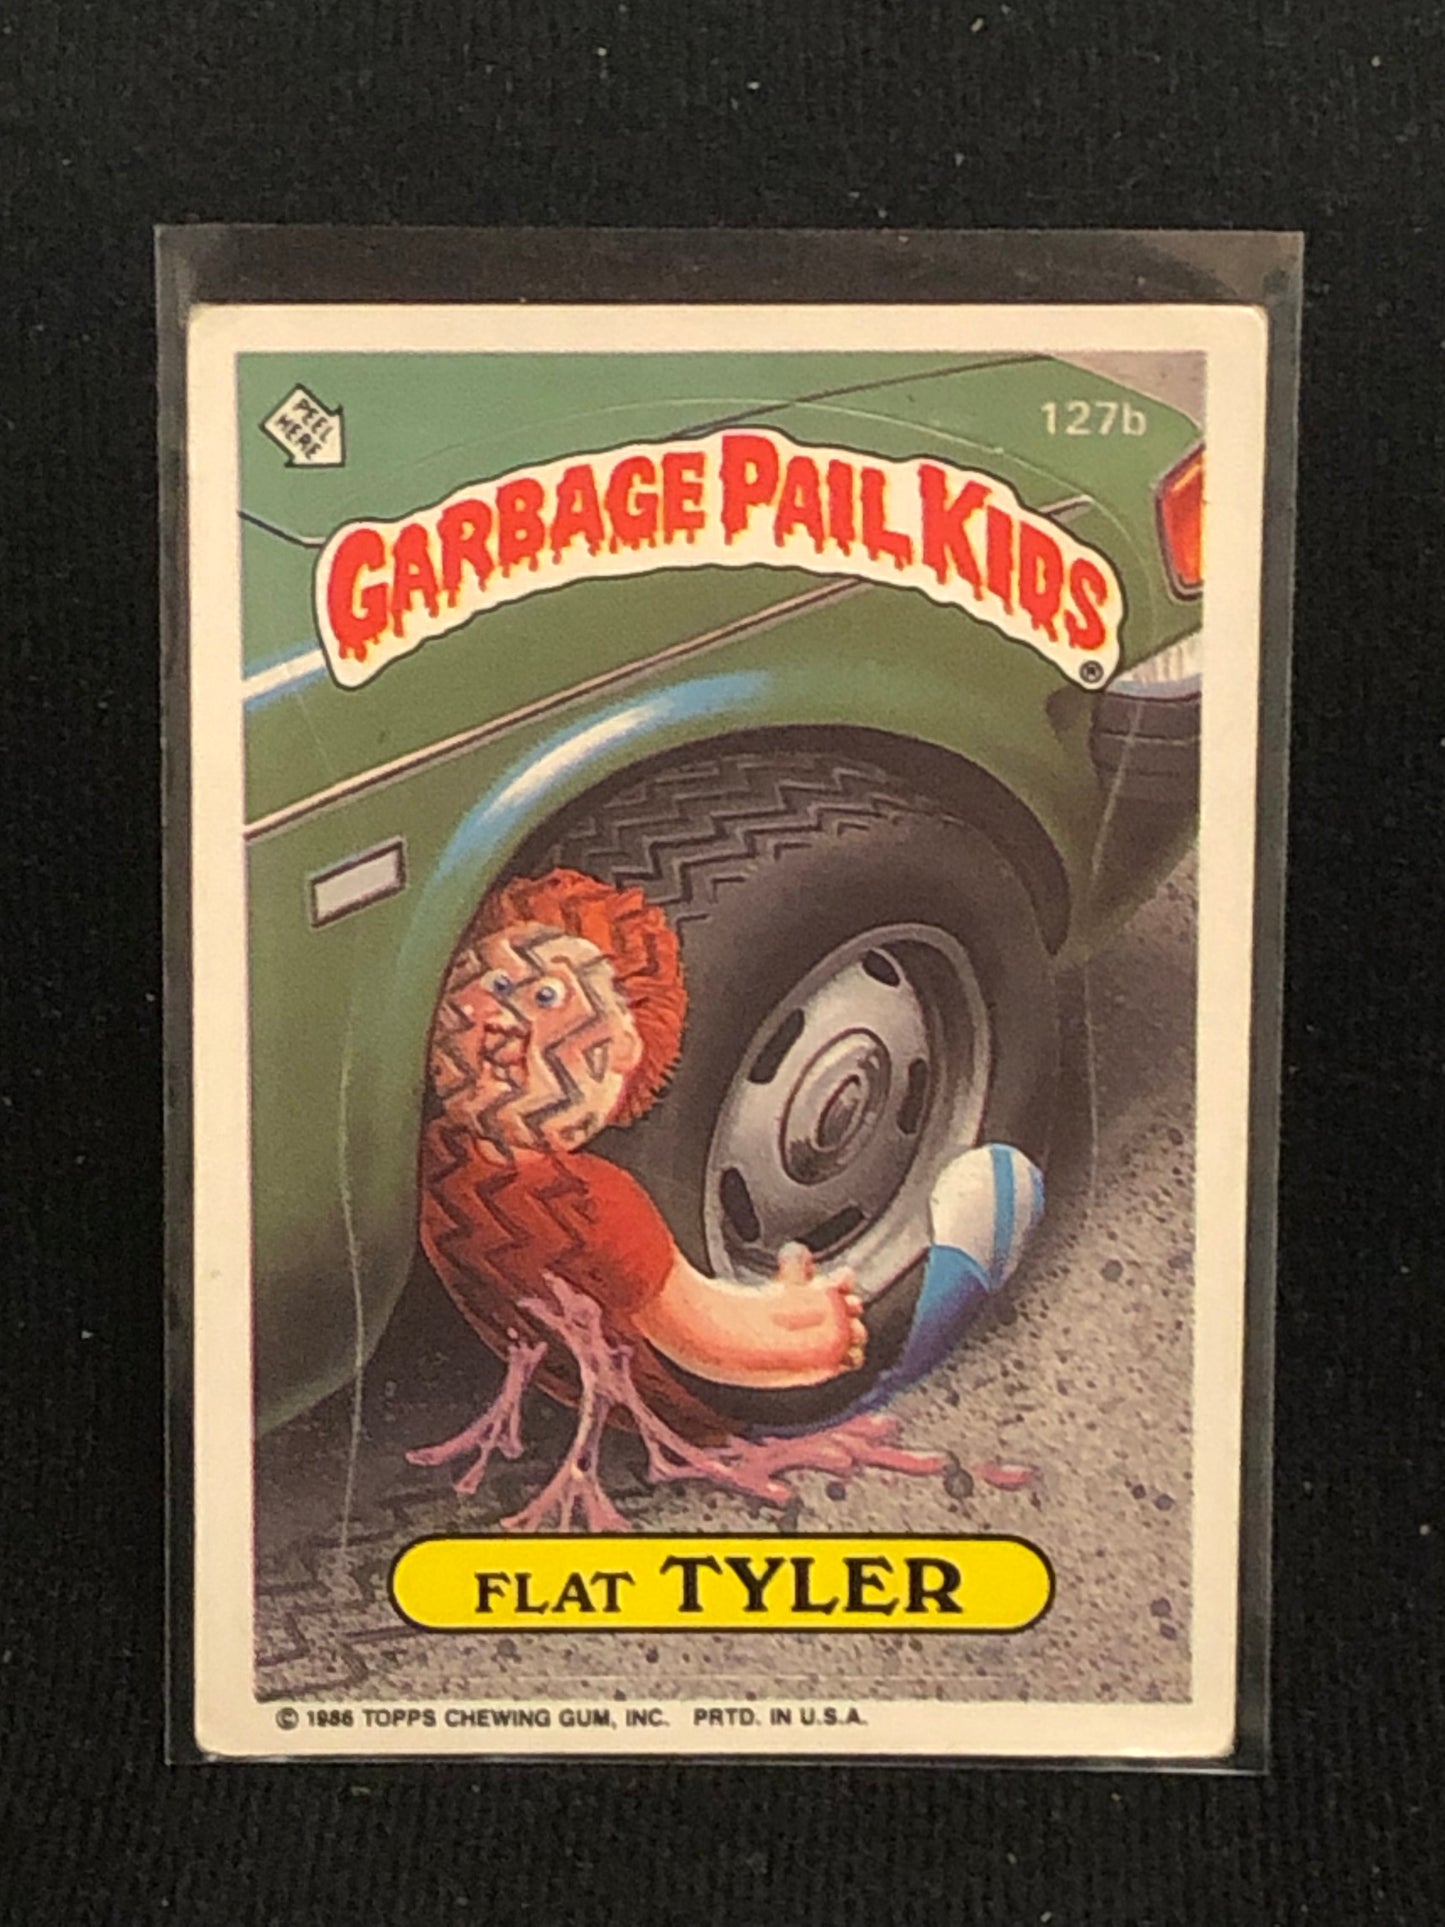 PEEL
HERE
127b
GARBAGE PAIL KIDS
®
FLAT TYLER
© 1986 TOPPS CHEWING GUM, INC. PRTD. IN U.S.A.